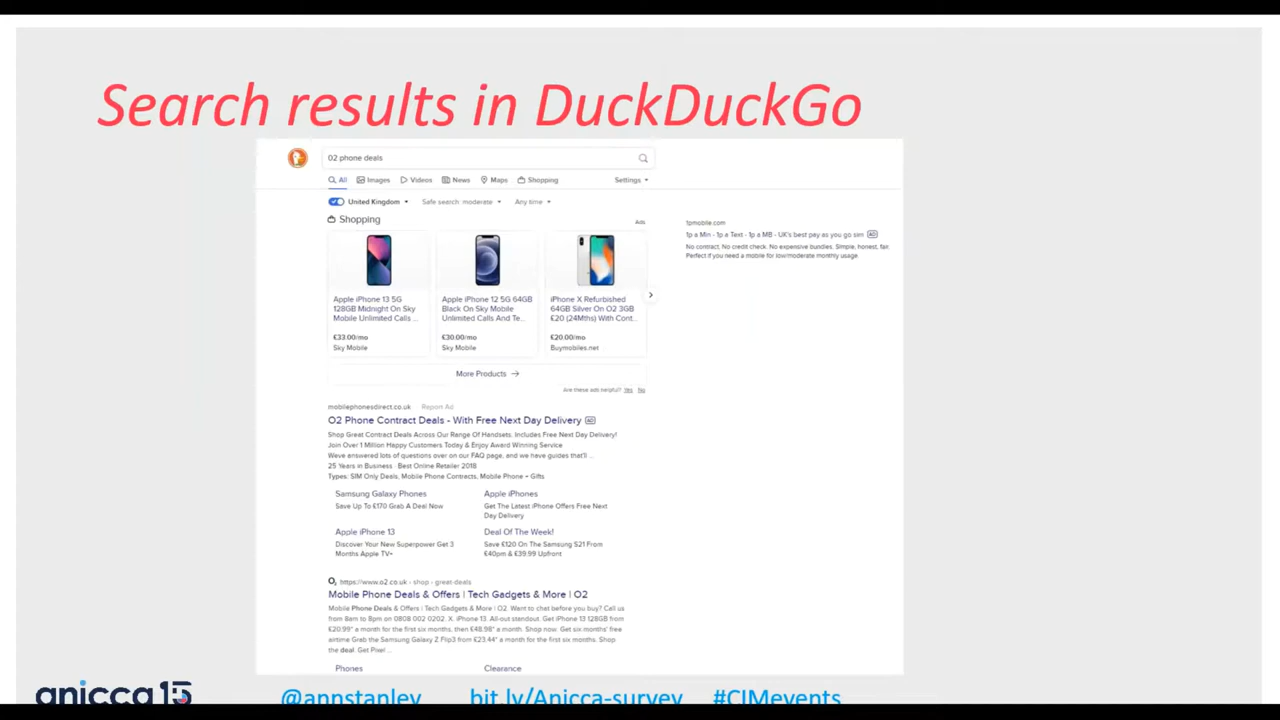 Search results in DuckDuckGo
O2 phone deals
All Images Videos News Maps Shopping Settings
United Kingdom Safe search: moderate Any time
Shopping Ads
Apple iPhone 13 5G
128GB Midnight On Sky
Mobile Unlimited Calls ...
£33.00/mo
Sky Mobile
Apple iPhone 12 5G 64GB
Black On Sky Mobile
Unlimited Calls And Te...
£30.00/mo
Sky Mobile
iPhone X Refurbished
64GB Silver On O2 3GB
£20 (24Mths) With Cont...
£20.00/mo
Buymobiles.net
More Products →
Are these ads helpful? Yes No
1pmobile.com
1p a Min - 1p a Text - 1p a MB - UK's best pay as you go sim AD
No contract. No credit check. No expensive bundles. Simple, honest, fair.
Perfect if you need a mobile for low/moderate monthly usage.
mobilephonesdirect.co.uk Report Ad
O2 Phone Contract Deals - With Free Next Day Delivery AD
Shop Great Contract Deals Across Our Range Of Handsets. Includes Free Next Day Delivery!
Join Over 1 Million Happy Customers Today & Enjoy Award Winning Service
Weve answered lots of questions over on our FAQ page, and we have guides that'll ...
25 Years in Business · Best Online Retailer 2018
Types: SIM Only Deals, Mobile Phone Contracts, Mobile Phone + Gifts
Samsung Galaxy Phones
Save Up To £170 Grab A Deal Now
Apple iPhones
Get The Latest iPhone Offers Free Next
Day Delivery
Apple iPhone 13
Discover Your New Superpower Get 3
Months Apple TV+
Deal Of The Week!
Save £120 On The Samsung S21 From
£40pm & £39.99 Upfront
O2 https://www.o2.co.uk › shop › great-deals
Mobile Phone Deals & Offers | Tech Gadgets & More | O2
Mobile Phone Deals & Offers | Tech Gadgets & More | O2. Want to chat before you buy? Call us
from 8am to 8pm on 0808 002 0202. X. iPhone 13. All-out standout. Get iPhone 13 128GB from
£20.99* a month for the first six months, then £48.98* a month. Shop now. Get six months' free
airtime Grab the Samsung Galaxy Z Flip3 from £23.44* a month for the first six months. Shop
the deal. Get Pixel ...
Phones Clearance
anicca 15 @annstanley bit.ly/Anicca-survey #CIMevents